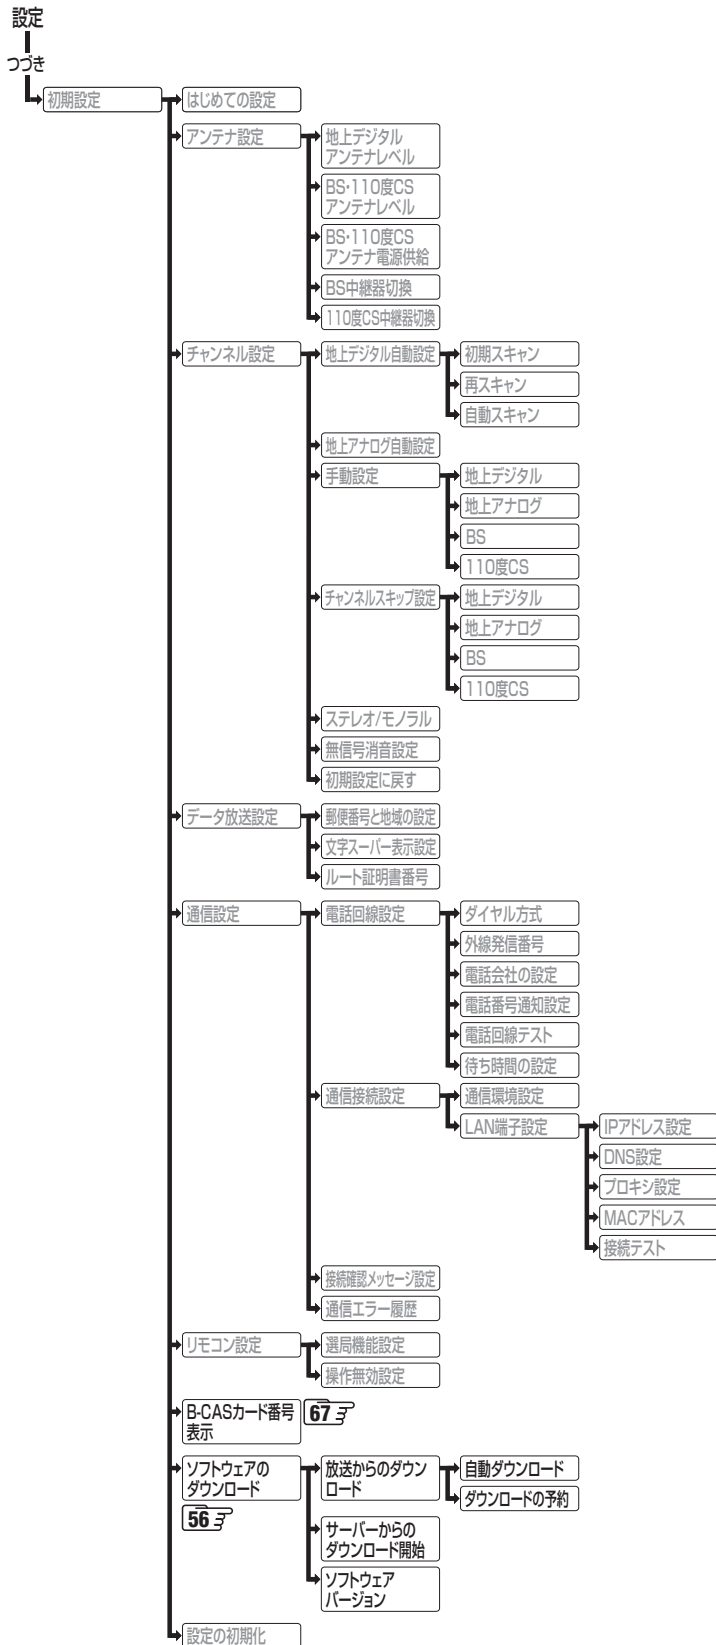 設定
つづき
初期設定
はじめての設定
アンテナ設定
地上デジタル
アンテナレベル
BS・110度CS
アンテナレベル
BS・110度CS
アンテナ電源供給
BS中継器切換
110度CS中継器切換
チャンネル設定
地上デジタル自動設定
初期スキャン
再スキャン
自動スキャン
地上アナログ自動設定
手動設定
地上デジタル
地上アナログ
BS
110度CS
チャンネルスキップ設定
地上デジタル
地上アナログ
BS
110度CS
ステレオ/モノラル
無信号消音設定
初期設定に戻す
データ放送設定
郵便番号と地域の設定
文字スーパー表示設定
ルート証明書番号
通信設定
電話回線設定
ダイヤル方式
外線発信番号
電話会社の設定
電話番号通知設定
電話回線テスト
待ち時間の設定
通信接続設定
通信環境設定
LAN端子設定
IPアドレス設定
DNS設定
プロキシ設定
MACアドレス
接続テスト
接続確認メッセージ設定
通信エラー履歴
リモコン設定
選局機能設定
操作無効設定
B-CASカード番号
表示
67
ソフトウェアの
ダウンロード
56
放送からのダウン
ロード
自動ダウンロード
ダウンロードの予約
サーバーからの
ダウンロード開始
ソフトウェア
バージョン
設定の初期化